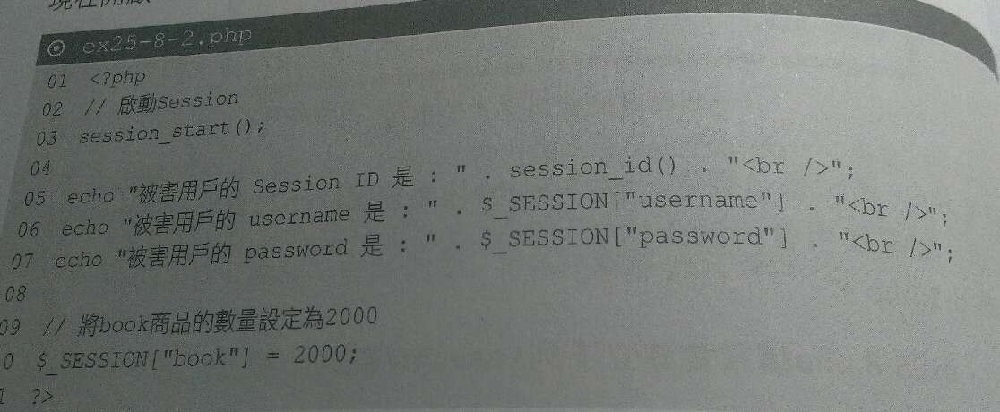 ex25-8-2.php
01 <?php
02 // 啟動Session
03 session_start();
04
05 echo "被害用戶的 Session ID 是 : " . session_id() . "<br />";
06 echo "被害用戶的 username 是 : " . $_SESSION["username"] . "<br />";
07 echo "被害用戶的 password 是 : " . $_SESSION["password"] . "<br />";
08
09 // 將book商品的數量設定為2000
0 $_SESSION["book"] = 2000;
1 ?>